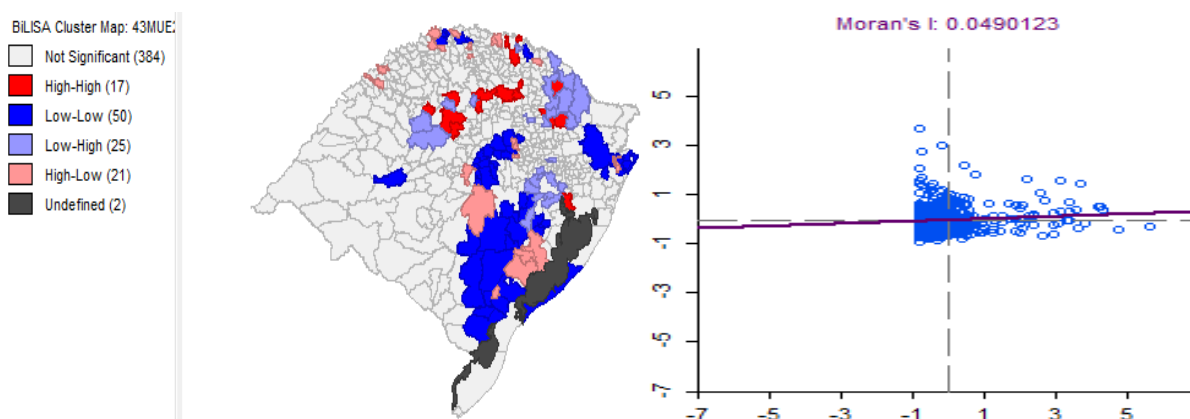 BiLISA Cluster Map: 43MUE2
Not Significant (384)
High-High (17)
Low-Low (50)
Low-High (25)
High-Low (21)
Undefined (2)
Moran's I: 0.0490123
5
3
1
-1
-3
-5
-7
-7 -5 -3 -1 1 3 5